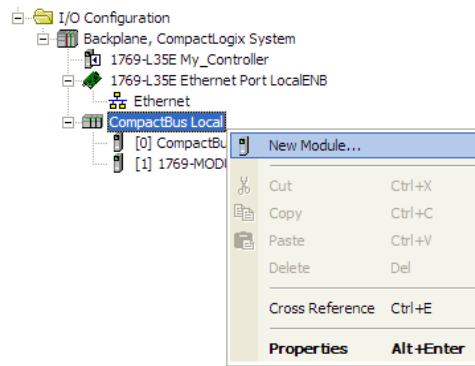 I/O Configuration
Backplane, CompactLogix System
1769-L35E My_Controller
1769-L35E Ethernet Port LocalENB
Ethernet
CompactBus Local
[0] CompactBu
[1] 1769-MODU
New Module...
Cut Ctrl+X
Copy Ctrl+C
Paste Ctrl+V
Delete Del
Cross Reference Ctrl+E
Properties Alt+Enter